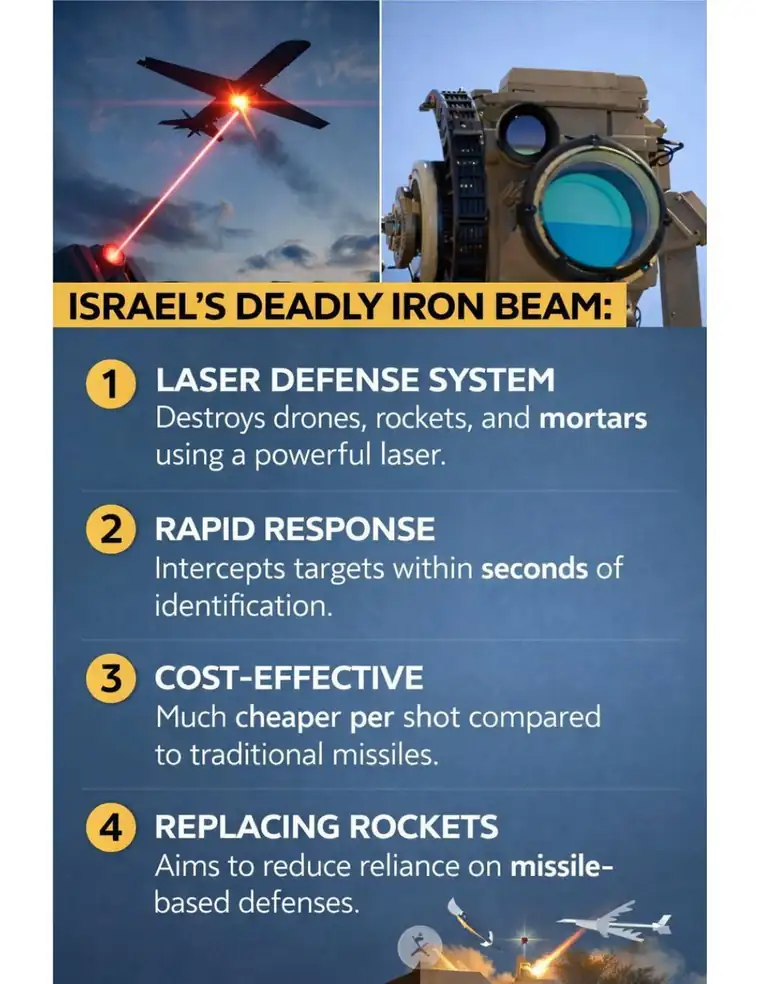 ISRAEL'S DEADLY IRON BEAM:
1
LASER DEFENSE SYSTEM
Destroys drones, rockets, and mortars
using a powerful laser.
2
RAPID RESPONSE
Intercepts targets within seconds of
identification.
3
COST-EFFECTIVE
Much cheaper per shot compared
to traditional missiles.
4
REPLACING ROCKETS
Aims to reduce reliance on missile-
based defenses.